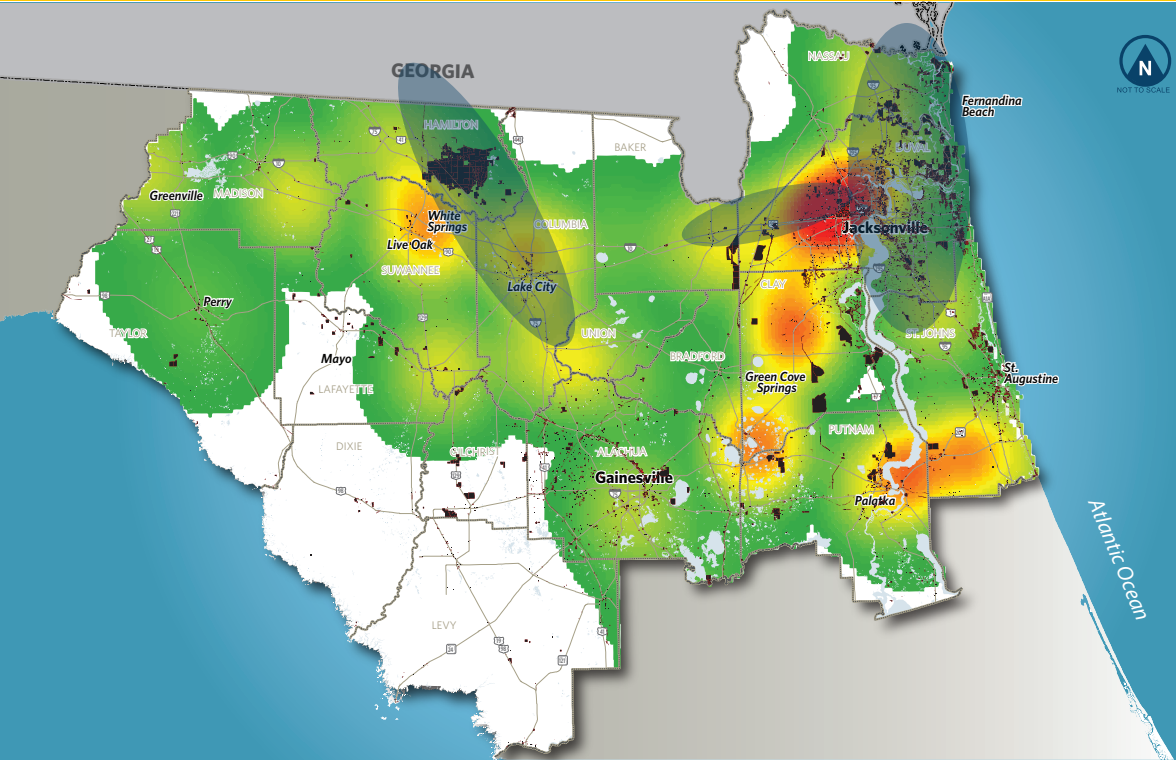 GEORGIA
N
NOT TO SCALE
NASSAU
Fernandina
Beach
HAMILTON
BAKER
DUVAL
Greenville
MADISON
White
Springs
COLUMBIA
Jacksonville
Live Oak
SUWANNEE
Lake City
CLAY
Perry
TAYLOR
UNION
ST. JOHNS
Mayo
BRADFORD
St.
Augustine
LAFAYETTE
Green Cove
Springs
PUTNAM
DIXIE
GILCHRIST
ALACHUA
Gainesville
Palatka
Atlantic Ocean
LEVY